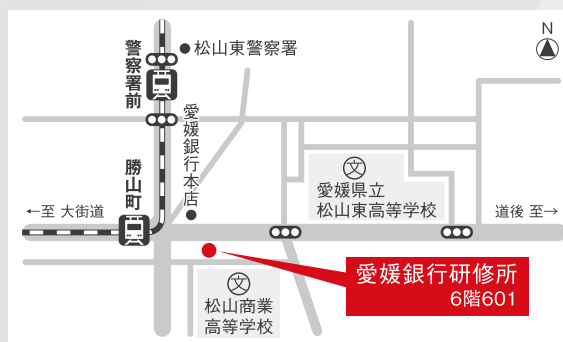 N
松山東警察署
警察署前
愛媛銀行本店
勝山町
文
愛媛県立
松山東高等学校
←至 大街道
道後 至→
愛媛銀行研修所
6階601
文
松山商業
高等学校